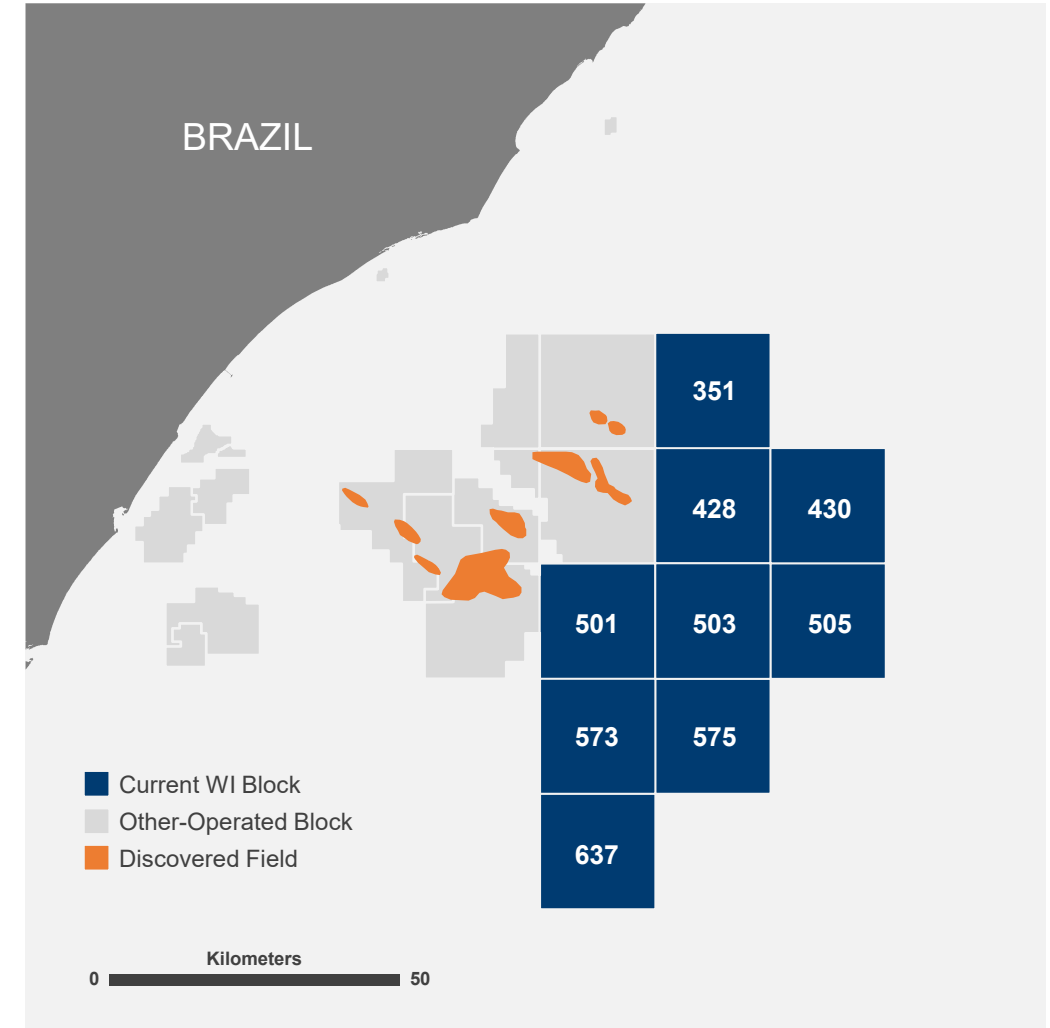 BRAZIL
351
428 430
501 503 505
573 575
Current WI Block
Other-Operated Block
Discovered Field
637
Kilometers
0 50